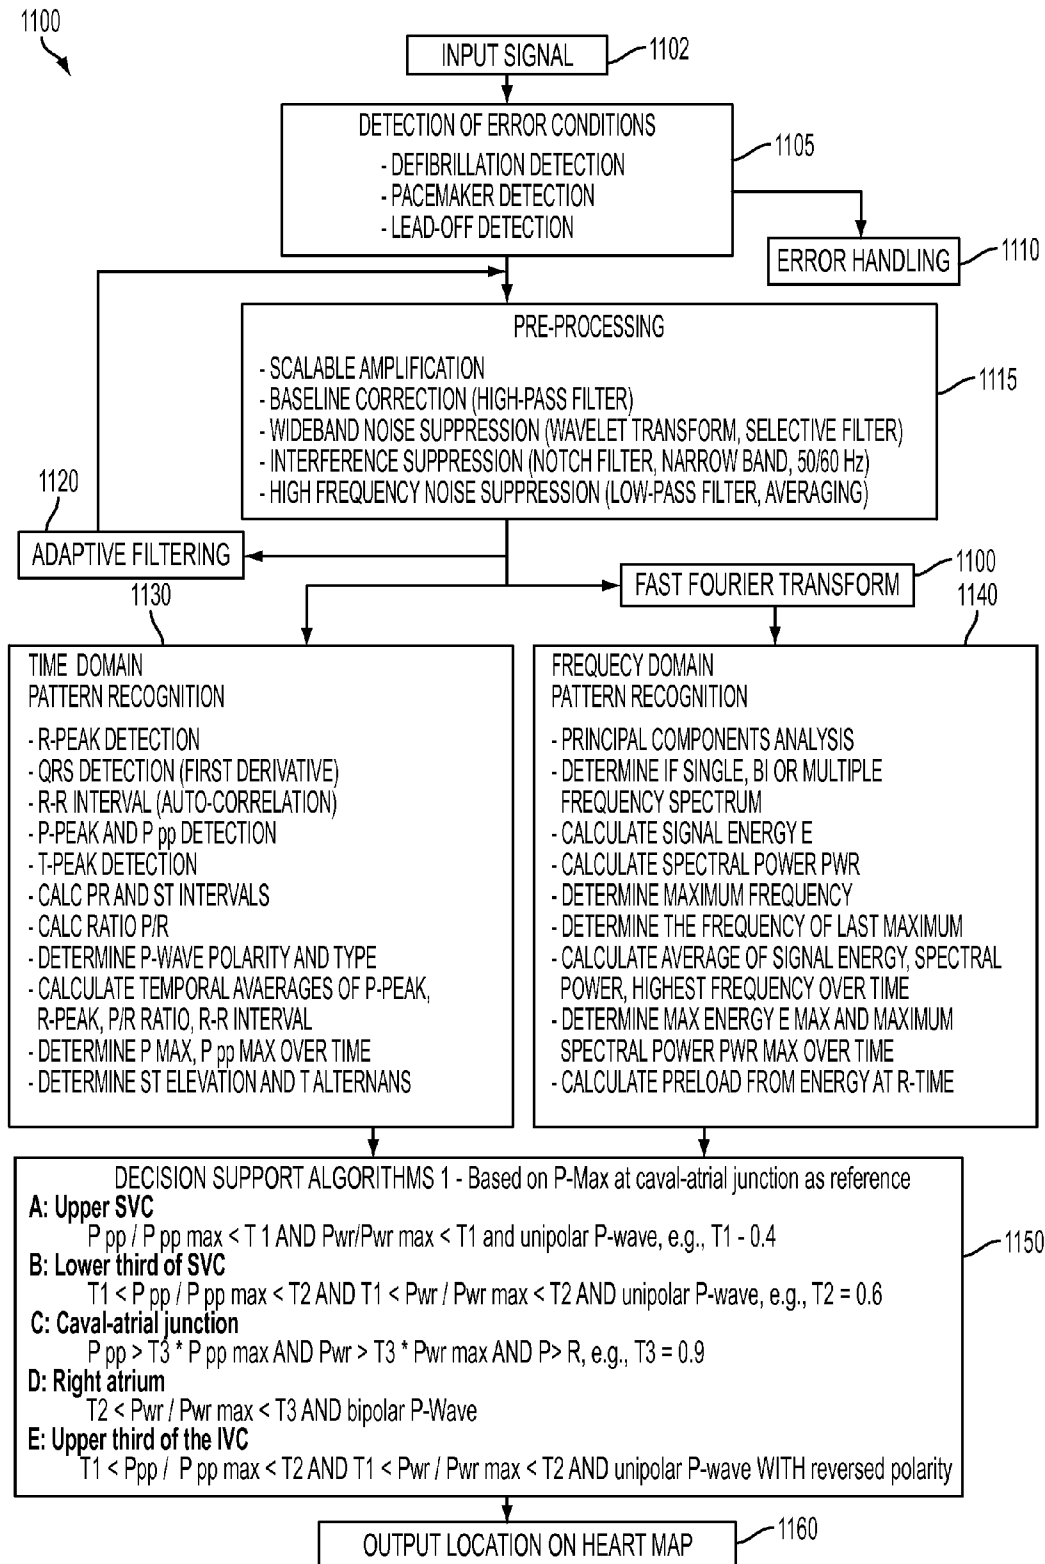 1100
INPUT SIGNAL
1102
DETECTION OF ERROR CONDITIONS
- DEFIBRILLATION DETECTION
- PACEMAKER DETECTION
- LEAD-OFF DETECTION
1105
ERROR HANDLING
1110
PRE-PROCESSING
- SCALABLE AMPLIFICATION
- BASELINE CORRECTION (HIGH-PASS FILTER)
- WIDEBAND NOISE SUPPRESSION (WAVELET TRANSFORM, SELECTIVE FILTER)
- INTERFERENCE SUPPRESSION (NOTCH FILTER, NARROW BAND, 50/60 Hz)
- HIGH FREQUENCY NOISE SUPPRESSION (LOW-PASS FILTER, AVERAGING)
1115
1120
ADAPTIVE FILTERING
FAST FOURIER TRANSFORM
1100
1130
TIME DOMAIN
PATTERN RECOGNITION
- R-PEAK DETECTION
- QRS DETECTION (FIRST DERIVATIVE)
- R-R INTERVAL (AUTO-CORRELATION)
- P-PEAK AND P pp DETECTION
- T-PEAK DETECTION
- CALC PR AND ST INTERVALS
- CALC RATIO P/R
- DETERMINE P-WAVE POLARITY AND TYPE
- CALCULATE TEMPORAL AVAERAGES OF P-PEAK,
R-PEAK, P/R RATIO, R-R INTERVAL
- DETERMINE P MAX, P pp MAX OVER TIME
- DETERMINE ST ELEVATION AND T ALTERNANS
1140
FREQUECY DOMAIN
PATTERN RECOGNITION
- PRINCIPAL COMPONENTS ANALYSIS
- DETERMINE IF SINGLE, BI OR MULTIPLE
FREQUENCY SPECTRUM
- CALCULATE SIGNAL ENERGY E
- CALCULATE SPECTRAL POWER PWR
- DETERMINE MAXIMUM FREQUENCY
- DETERMINE THE FREQUENCY OF LAST MAXIMUM
- CALCULATE AVERAGE OF SIGNAL ENERGY, SPECTRAL
POWER, HIGHEST FREQUENCY OVER TIME
- DETERMINE MAX ENERGY E MAX AND MAXIMUM
SPECTRAL POWER PWR MAX OVER TIME
- CALCULATE PRELOAD FROM ENERGY AT R-TIME
DECISION SUPPORT ALGORITHMS 1 - Based on P-Max at caval-atrial junction as reference
A: Upper SVC
P pp / P pp max < T 1 AND Pwr/Pwr max < T1 and unipolar P-wave, e.g., T1 - 0.4
B: Lower third of SVC
T1 < P pp / P pp max < T2 AND T1 < Pwr / Pwr max < T2 AND unipolar P-wave, e.g., T2 = 0.6
C: Caval-atrial junction
P pp > T3 * P pp max AND Pwr > T3 * Pwr max AND P> R, e.g., T3 = 0.9
D: Right atrium
T2 < Pwr / Pwr max < T3 AND bipolar P-Wave
E: Upper third of the IVC
T1 < Ppp / P pp max < T2 AND T1 < Pwr / Pwr max < T2 AND unipolar P-wave WITH reversed polarity
1150
OUTPUT LOCATION ON HEART MAP
1160